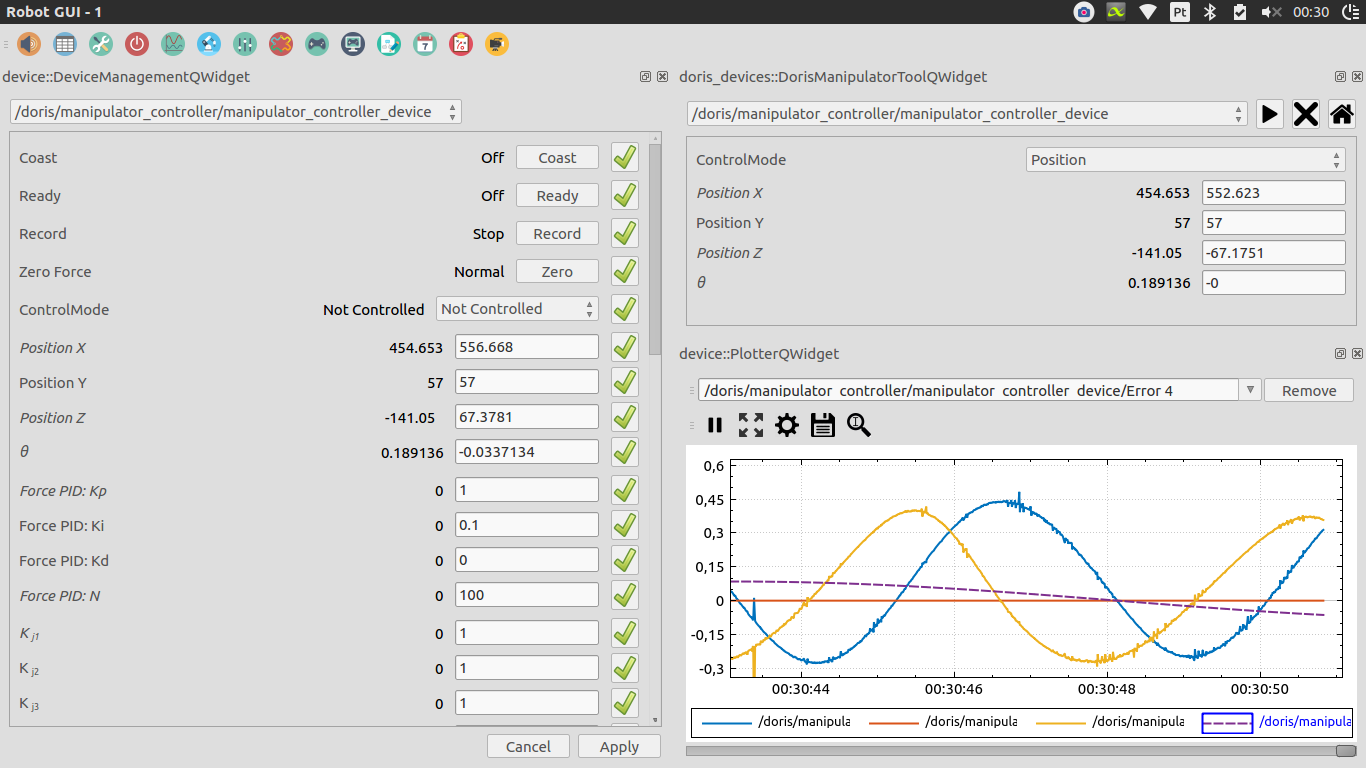 Robot GUI - 1
Pt
00:30
7
device::DeviceManagementQWidget
/doris/manipulator_controller/manipulator_controller_device
Coast Off Coast
Ready Off Ready
Record Stop Record
Zero Force Normal Zero
ControlMode Not Controlled Not Controlled
Position X 454.653 556.668
Position Y 57 57
Position Z -141.05 67.3781
θ 0.189136 -0.0337134
Force PID: Kp 0 1
Force PID: Ki 0 0.1
Force PID: Kd 0 0
Force PID: N 0 100
K j1 0 1
K j2 0 1
K j3 0 1
Cancel Apply
doris_devices::DorisManipulatorToolQWidget
/doris/manipulator_controller/manipulator_controller_device
ControlMode Position
Position X 454.653 552.623
Position Y 57 57
Position Z -141.05 -67.1751
θ 0.189136 -0
device::PlotterQWidget
/doris/manipulator_controller/manipulator_controller_device/Error 4 Remove
0,6
0,45
0,3
0,15
0
-0,15
-0,3
00:30:44 00:30:46 00:30:48 00:30:50
/doris/manipula /doris/manipula /doris/manipula /doris/manipula